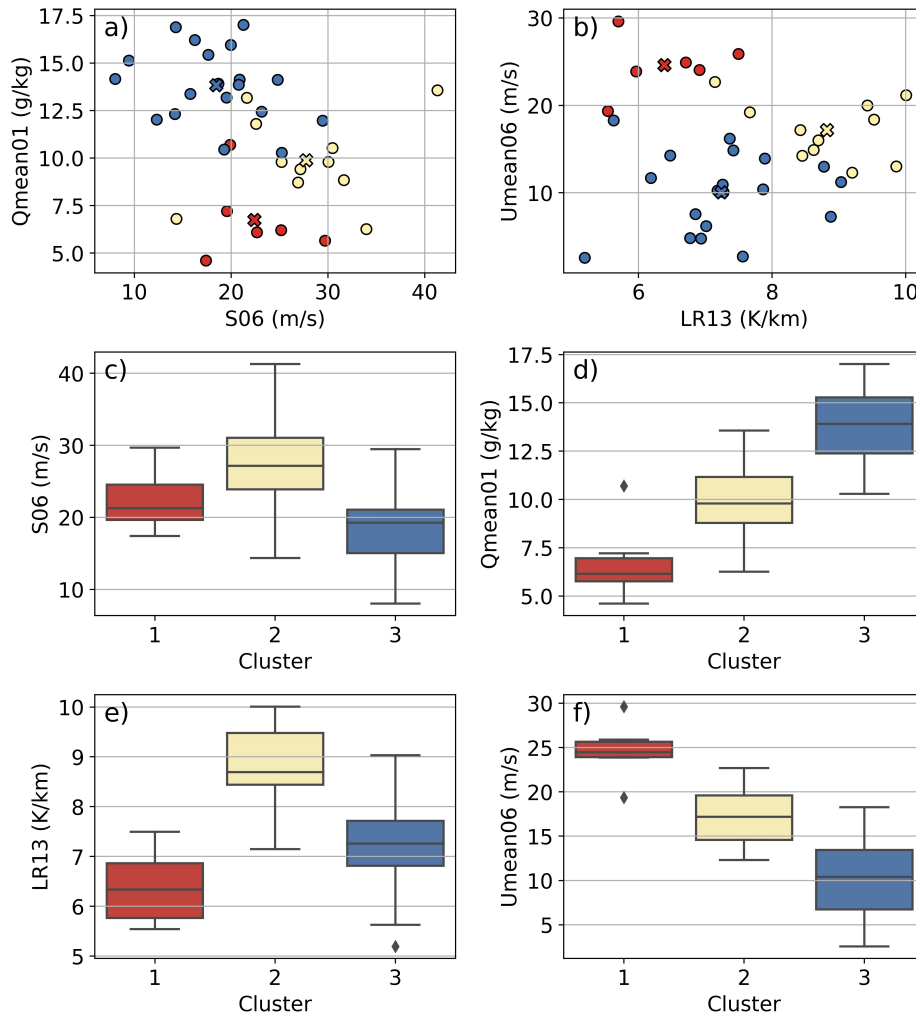 a)
17.5
15.0
12.5
10.0
7.5
5.0
Qmean01 (g/kg)
10 20 30 40
S06 (m/s)
b)
30
20
10
Umean06 (m/s)
6 8 10
LR13 (K/km)
c)
40
30
20
10
S06 (m/s)
1 2 3
Cluster
d)
17.5
15.0
12.5
10.0
7.5
5.0
Qmean01 (g/kg)
1 2 3
Cluster
e)
10
9
8
7
6
5
LR13 (K/km)
1 2 3
Cluster
f)
30
25
20
15
10
5
Umean06 (m/s)
1 2 3
Cluster